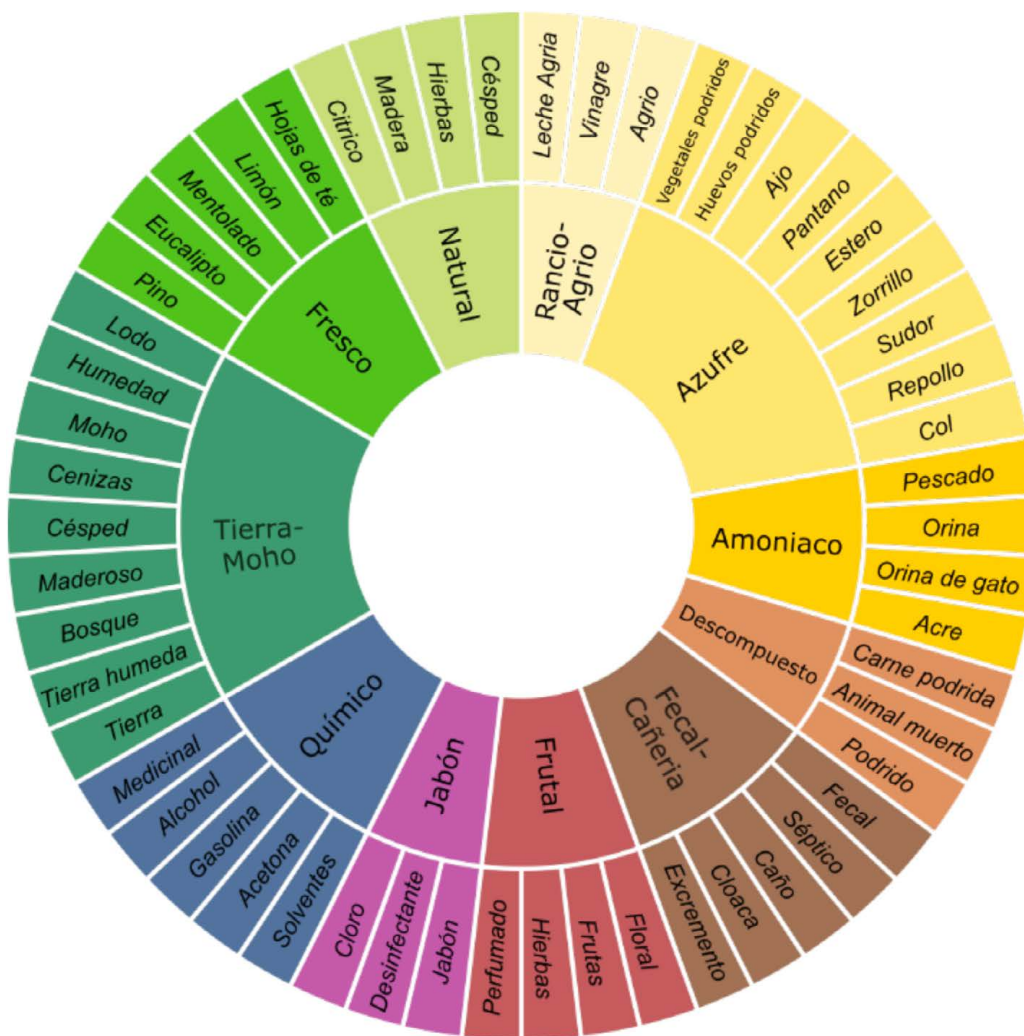 Leche Agria
Vinagre
Agrio
Vegetales podridos
Huevos podridos
Ajo
Pantano
Estero
Zorrillo
Sudor
Repollo
Col
Pescado
Orina
Orina de gato
Acre
Carne podrida
Animal muerto
Podrido
Fecal
Séptico
Caño
Cloaca
Excremento
Floral
Frutas
Hierbas
Perfumado
Jabón
Desinfectante
Cloro
Solventes
Acetona
Gasolina
Alcohol
Medicinal
Tierra
Tierra humeda
Bosque
Maderoso
Césped
Cenizas
Moho
Humedad
Lodo
Pino
Eucalipto
Mentolado
Limón
Hojas de té
Citrico
Madera
Hierbas
Césped
Rancio-
Agrio
Azufre
Amoniaco
Descompuesto
Fecal-
Cañeria
Frutal
Jabón
Químico
Tierra-
Moho
Fresco
Natural